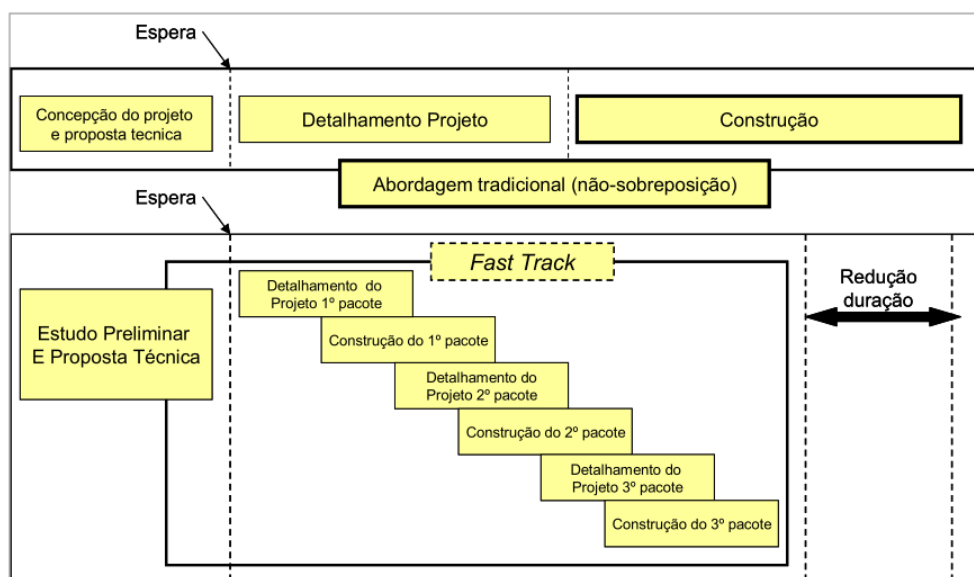 Espera
Concepção do projeto
e proposta tecnica
Detalhamento Projeto
Construção
Abordagem tradicional (não-sobreposição)
Espera
Fast Track
Redução
duração
Detalhamento do
Projeto 1º pacote
Estudo Preliminar
E Proposta Técnica
Construção do 1º pacote
Detalhamento do
Projeto 2º pacote
Construção do 2º pacote
Detalhamento do
Projeto 3º pacote
Construção do 3º pacote